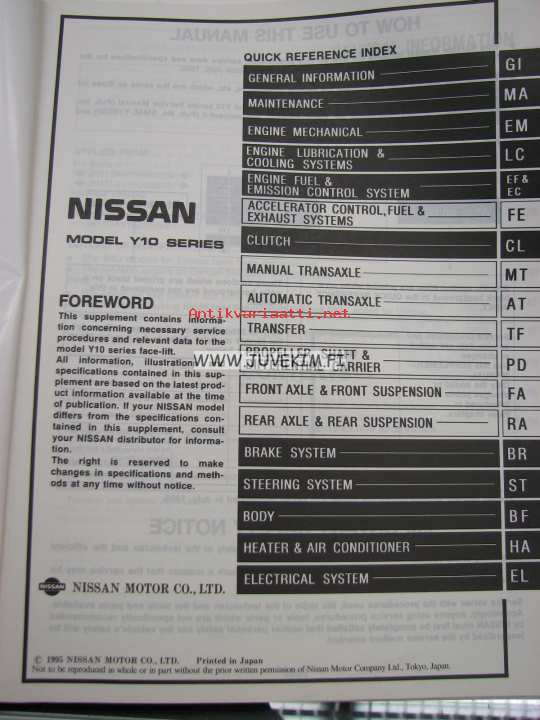 HOW TO USE THIS MANUAL
QUICK REFERENCE INDEX
GENERAL INFORMATION GI
MAINTENANCE MA
ENGINE MECHANICAL EM
ENGINE LUBRICATION &
COOLING SYSTEMS LC
ENGINE FUEL &
EMISSION CONTROL SYSTEM EF & EC
ACCELERATOR CONTROL, FUEL &
EXHAUST SYSTEMS FE
CLUTCH CL
MANUAL TRANSAXLE MT
AUTOMATIC TRANSAXLE AT
TRANSFER TF
PROPELLER SHAFT &
CARRIER PD
FRONT AXLE & FRONT SUSPENSION FA
REAR AXLE & REAR SUSPENSION RA
BRAKE SYSTEM BR
STEERING SYSTEM ST
BODY BF
HEATER & AIR CONDITIONER HA
ELECTRICAL SYSTEM EL
NISSAN
MODEL Y10 SERIES
FOREWORD
This supplement contains informa-
tion concerning necessary service
procedures and relevant data for the
model Y10 series face-lift.
All information, illustrations and
specifications contained in this sup-
plement are based on the latest prod-
uct information available at the time
of publication. If your NISSAN model
differs from the specifications con-
tained in this supplement, consult
your NISSAN distributor for informa-
tion.
The right is reserved to make
changes in specifications and meth-
ods at any time without notice.
Antikvariaatti.net
WWW.JUVEKIM.FI
NISSAN
NISSAN MOTOR CO., LTD.
© 1995 NISSAN MOTOR CO., LTD. Printed in Japan
Not to be reproduced in whole or in part without the prior written permission of Nissan Motor Company Ltd., Tokyo, Japan.